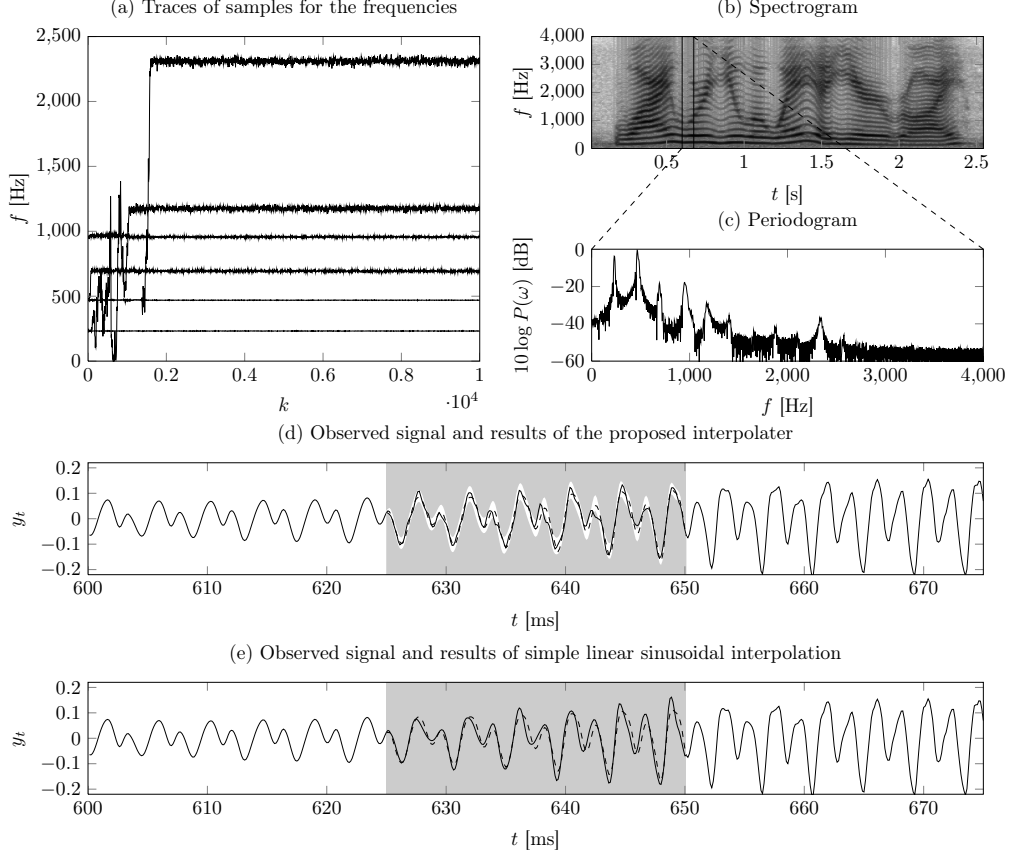 (a) Traces of samples for the frequencies
2,500
2,000
1,500
1,000
500
0
f [Hz]
0 0.2 0.4 0.6 0.8 1
k
·10⁴
(b) Spectrogram
4,000
3,000
2,000
1,000
0
f [Hz]
0.5 1 1.5 2 2.5
t [s]
(c) Periodogram
0
−20
−40
−60
10 log P(ω) [dB]
0 1,000 2,000 3,000 4,000
f [Hz]
(d) Observed signal and results of the proposed interpolater
0.2
0.1
0
−0.1
−0.2
yₜ
600 610 620 630 640 650 660 670
t [ms]
(e) Observed signal and results of simple linear sinusoidal interpolation
0.2
0.1
0
−0.1
−0.2
yₜ
600 610 620 630 640 650 660 670
t [ms]